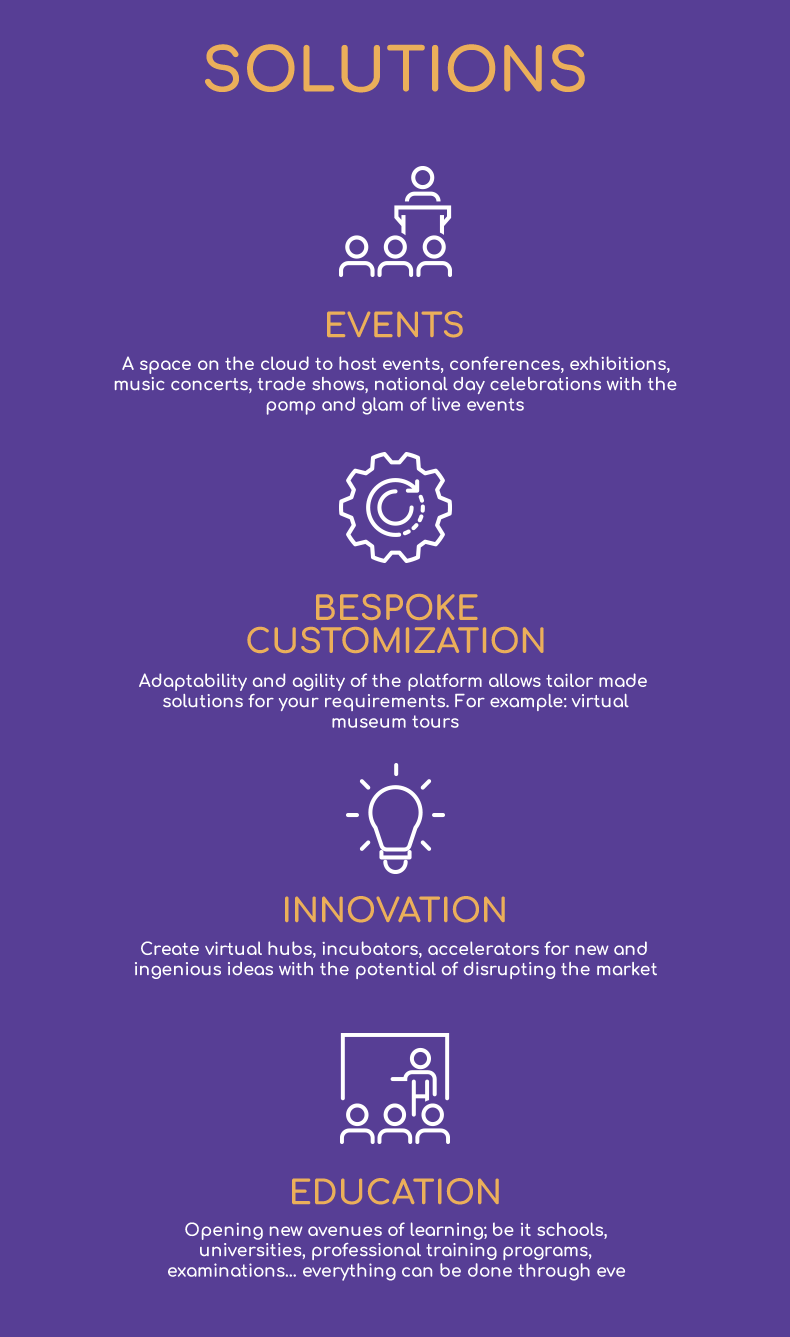 SOLUTIONS
EVENTS
A space on the cloud to host events, conferences, exhibitions,
music concerts, trade shows, national day celebrations with the
pomp and glam of live events
BESPOKE
CUSTOMIZATION
Adaptability and agility of the platform allows tailor made
solutions for your requirements. For example: virtual
museum tours
INNOVATION
Create virtual hubs, incubators, accelerators for new and
ingenious ideas with the potential of disrupting the market
EDUCATION
Opening new avenues of learning; be it schools,
universities, professional training programs,
examinations... everything can be done through eve